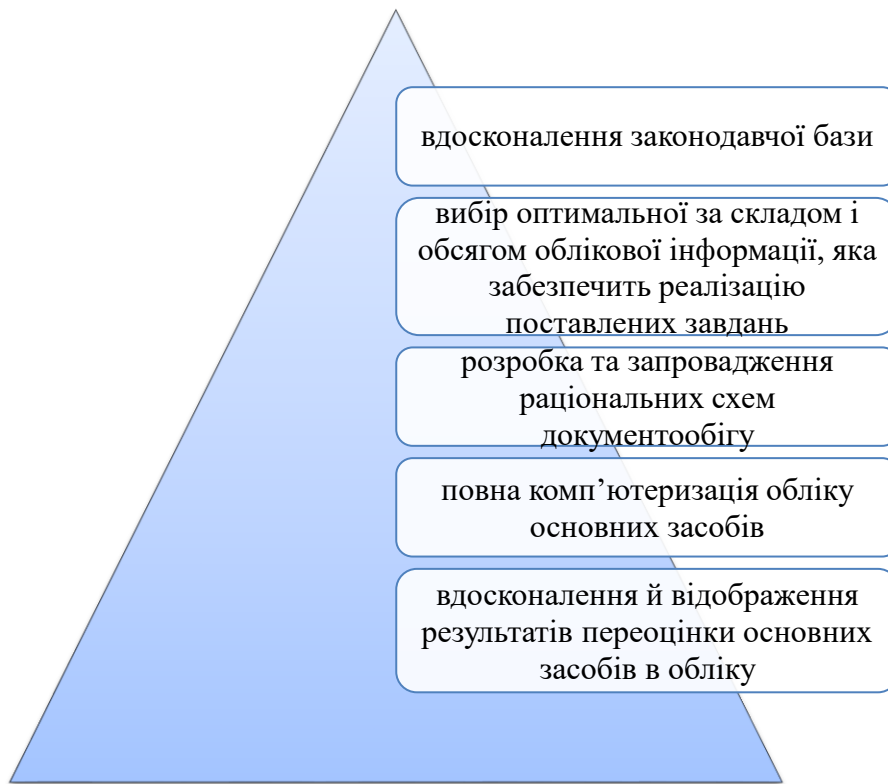 вдосконалення законодавчої бази
вибір оптимальної за складом і
обсягом облікової інформації, яка
забезпечить реалізацію
поставлених завдань
розробка та запровадження
раціональних схем
документообігу
повна комп’ютеризація обліку
основних засобів
вдосконалення й відображення
результатів переоцінки основних
засобів в обліку